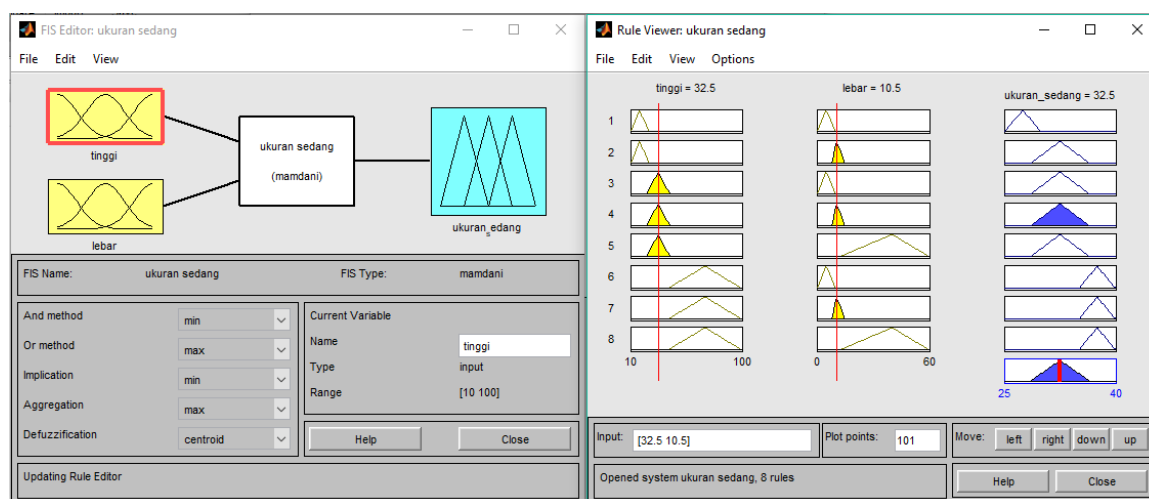 FIS Editor: ukuran sedang
File Edit View
tinggi
lebar
ukuran sedang
(mamdani)
ukuran_sedang
FIS Name: ukuran sedang FIS Type: mamdani
And method min
Or method max
Implication min
Aggregation max
Defuzzification centroid
Current Variable
Name tinggi
Type input
Range [10 100]
Help Close
Updating Rule Editor
Rule Viewer: ukuran sedang
File Edit View Options
tinggi = 32.5 lebar = 10.5 ukuran_sedang = 32.5
1
2
3
4
5
6
7
8
10 100 0 60
25 40
Input: [32.5 10.5] Plot points: 101 Move: left right down up
Opened system ukuran sedang, 8 rules Help Close